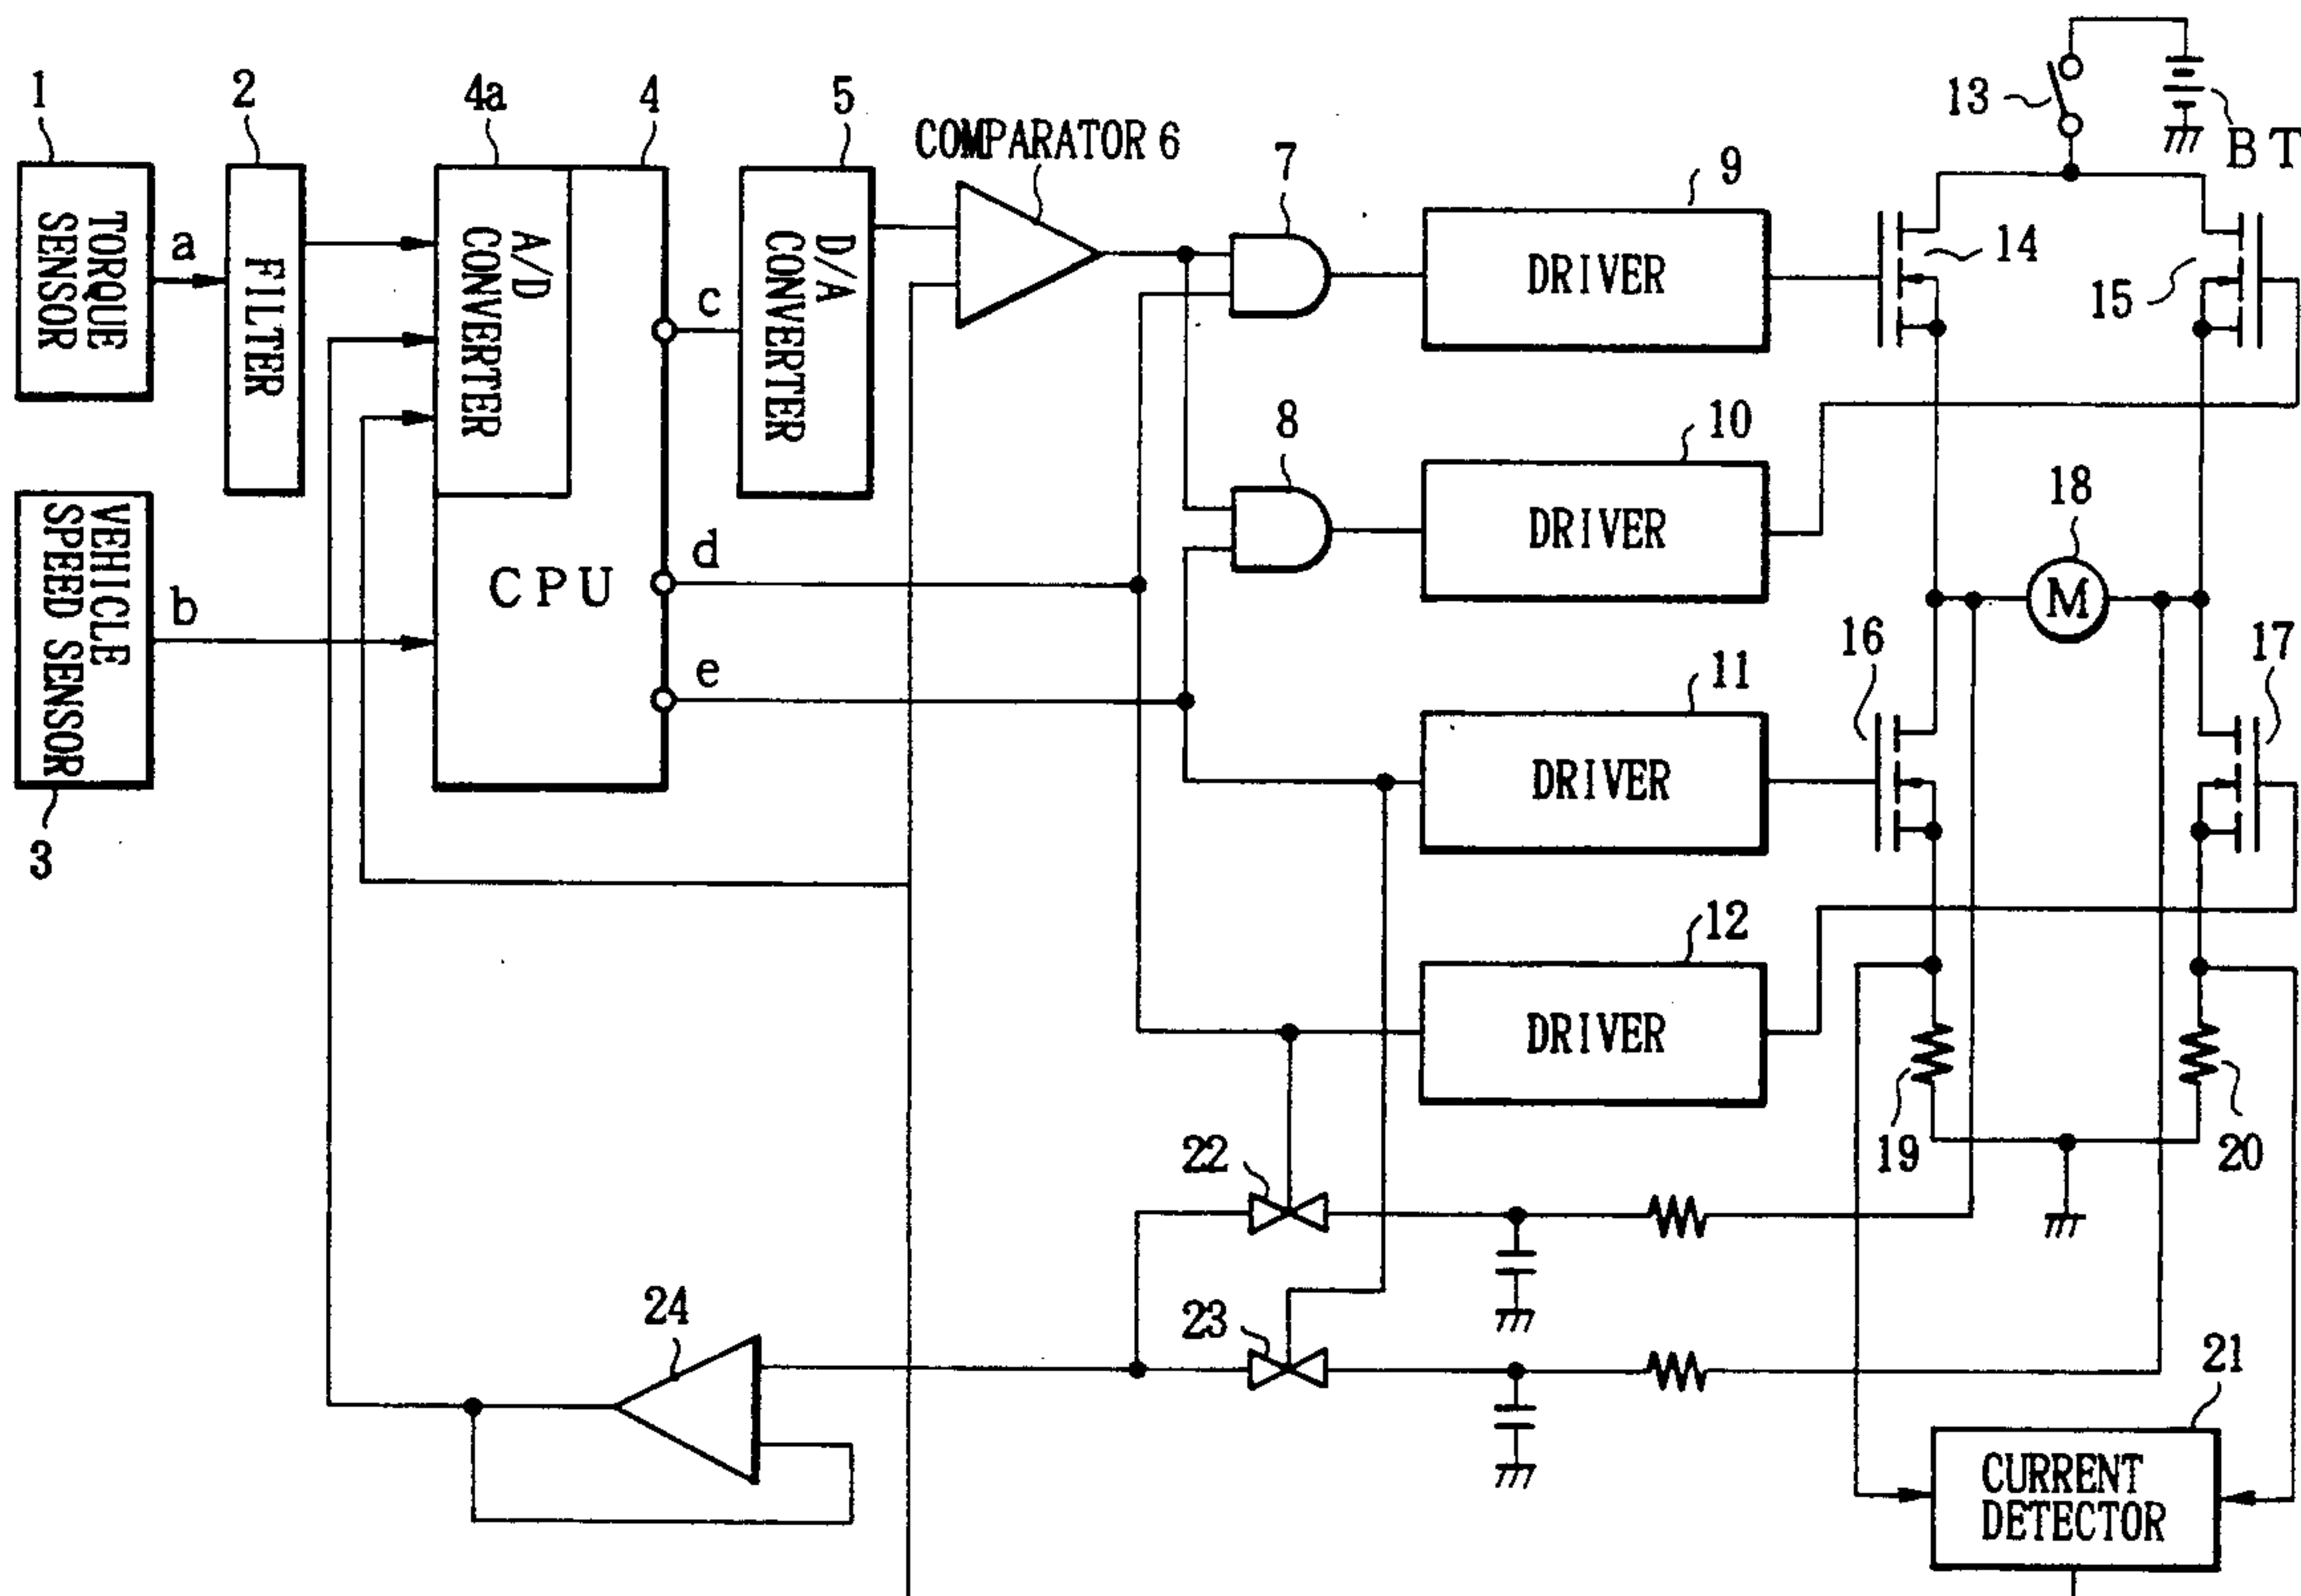 1
2
4a
4
5
COMPARATOR 6
7
9
13
BT
14
15
TORQUE
SENSOR
a
FILTER
A/D
CONVERTER
c
D/A
CONVERTER
DRIVER
8
10
DRIVER
18
M
VEHICLE
SPEED SENSOR
b
3
CPU
d
e
11
DRIVER
16
17
12
DRIVER
19
20
22
23
24
21
CURRENT
DETECTOR